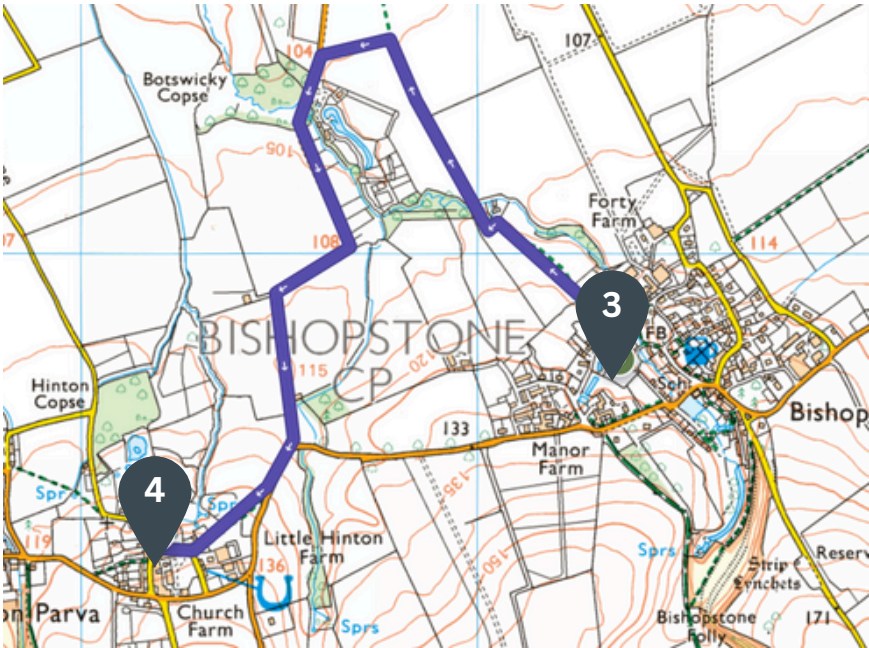 107
104
Botswicky
Copse
105
Forty
Farm
07
108
114
3
BISHOPSTONE
CP
FB
120
115
Hinton
Copse
Sch
133
Bishop
Manor
Farm
4
Spr
Spr
135
119
Little Hinton
Farm
136
150
Sprs
Strip
Lynchets
Reserv
on Parva
Church
Farm
Sprs
Bishopstone
Folly
171